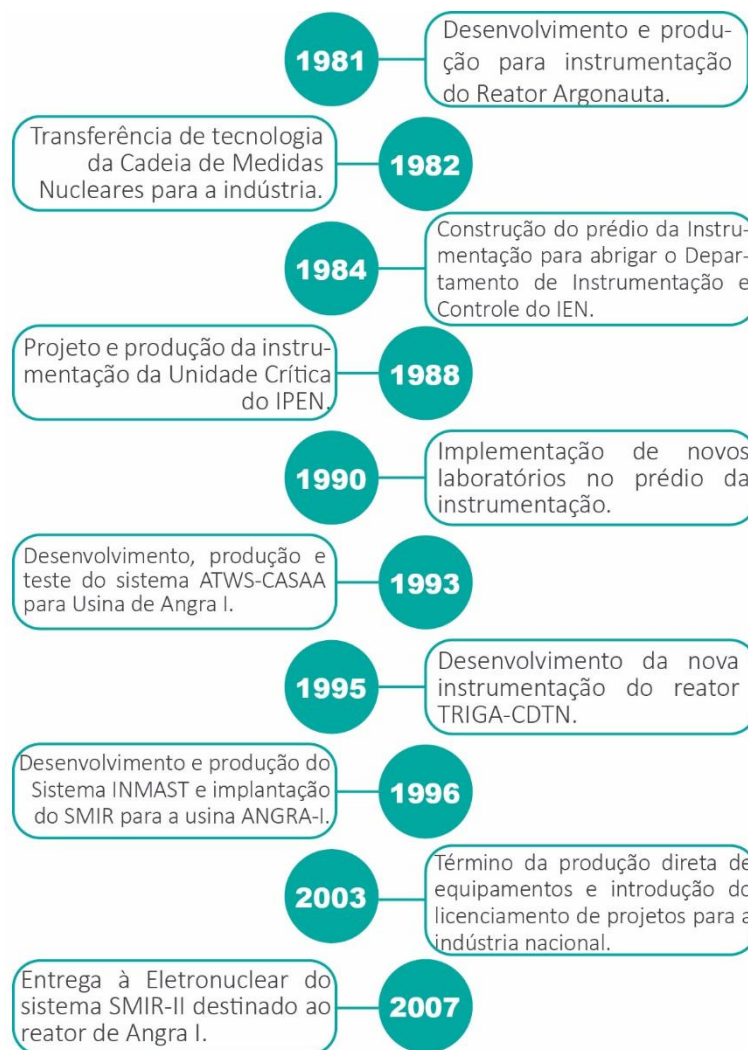 1981
Desenvolvimento e produ-
ção para instrumentação
do Reator Argonauta.
Transferência de tecnologia
da Cadeia de Medidas
Nucleares para a indústria.
1982
1984
Construção do prédio da Instru-
mentação para abrigar o Depar-
tamento de Instrumentação e
Controle do IEN.
Projeto e produção da instru-
mentação da Unidade Crítica
do IPEN.
1988
1990
Implementação de novos
laboratórios no prédio da
instrumentação.
Desenvolvimento, produção e
teste do sistema ATWS-CASAA
para Usina de Angra I.
1993
1995
Desenvolvimento da nova
instrumentação do reator
TRIGA-CDTN.
Desenvolvimento e produção do
Sistema INMAST e implantação
do SMIR para a usina ANGRA-I.
1996
2003
Término da produção direta de
equipamentos e introdução do
licenciamento de projetos para a
indústria nacional.
Entrega à Eletronuclear do
sistema SMIR-II destinado ao
reator de Angra I.
2007